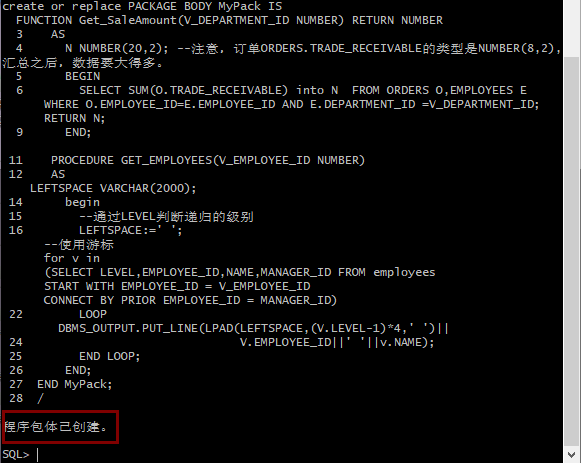 create or replace PACKAGE BODY MyPack IS
  FUNCTION Get_SaleAmount(V_DEPARTMENT_ID NUMBER) RETURN NUMBER
  3    AS
  4      N NUMBER(20,2); --注意，订单ORDERS.TRADE_RECEIVABLE的类型是NUMBER(8,2),
汇总之后，数据要大得多。
  5      BEGIN
  6        SELECT SUM(O.TRADE_RECEIVABLE) into N  FROM ORDERS O,EMPLOYEES E
      WHERE O.EMPLOYEE_ID=E.EMPLOYEE_ID AND E.DEPARTMENT_ID =V_DEPARTMENT_ID;
      RETURN N;
  9      END;
 11    PROCEDURE GET_EMPLOYEES(V_EMPLOYEE_ID NUMBER)
 12    AS
    LEFTSPACE VARCHAR(2000);
 14      begin
 15        --通过LEVEL判断递归的级别
 16        LEFTSPACE:=' ';
      --使用游标
      for v in
      (SELECT LEVEL,EMPLOYEE_ID,NAME,MANAGER_ID FROM employees
      START WITH EMPLOYEE_ID = V_EMPLOYEE_ID
      CONNECT BY PRIOR EMPLOYEE_ID = MANAGER_ID)
 22        LOOP
        DBMS_OUTPUT.PUT_LINE(LPAD(LEFTSPACE,(V.LEVEL-1)*4,' ')||
 24                             V.EMPLOYEE_ID||' '||v.NAME);
 25        END LOOP;
 26      END;
 27  END MyPack;
 28  /
程序包体已创建。
SQL>